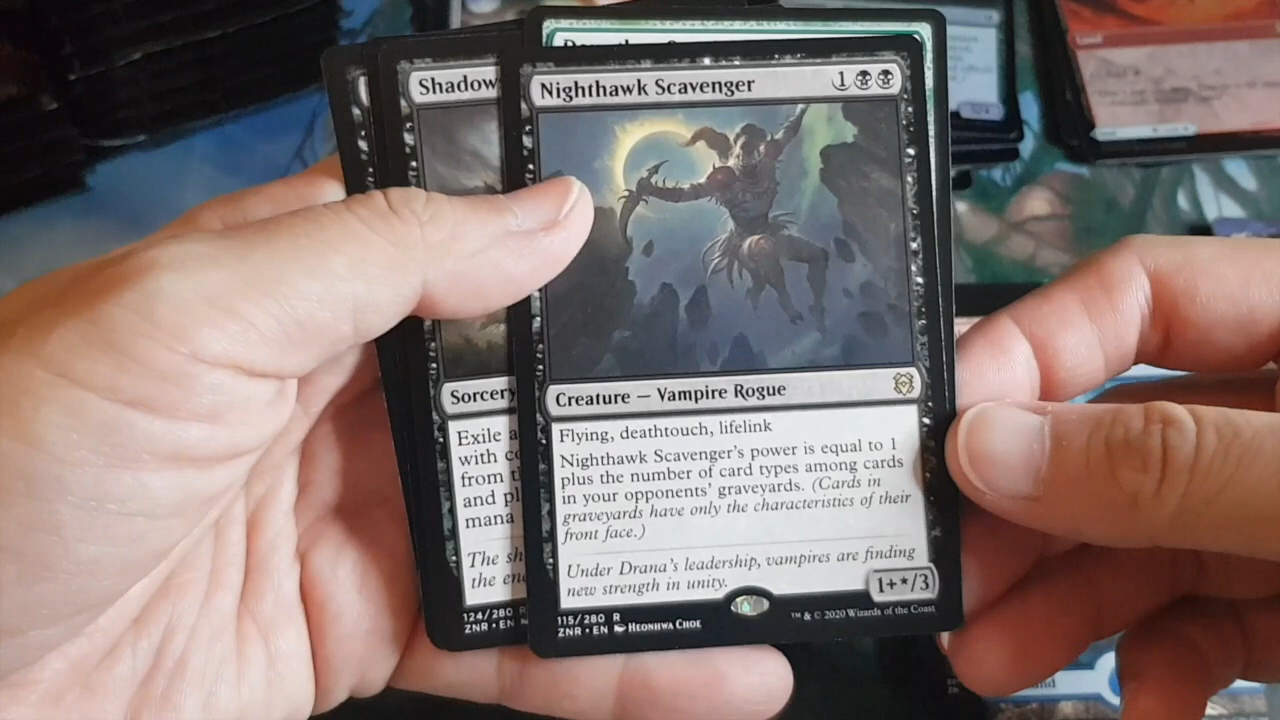 Nighthawk Scavenger
1
Creature — Vampire Rogue
Flying, deathtouch, lifelink
Nighthawk Scavenger's power is equal to 1
plus the number of card types among cards
in your opponents' graveyards. (Cards in
graveyards have only the characteristics of their
front face.)
Under Drana's leadership, vampires are finding
new strength in unity.
1+*/3
115/280 R
ZNR • EN HEONHWA CHOE
™ & © 2020 Wizards of the Coast
Shadow
Sorcery
Exile a
with co
from th
and pl
mana
The sh
the en
124/280 R
ZNR • EN